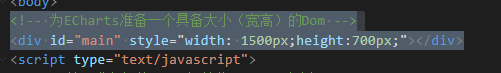 <body>
<!-- 为ECharts准备一个具备大小（宽高）的Dom -->
<div id="main" style="width: 1500px;height:700px;"></div>
<script type="text/javascript">